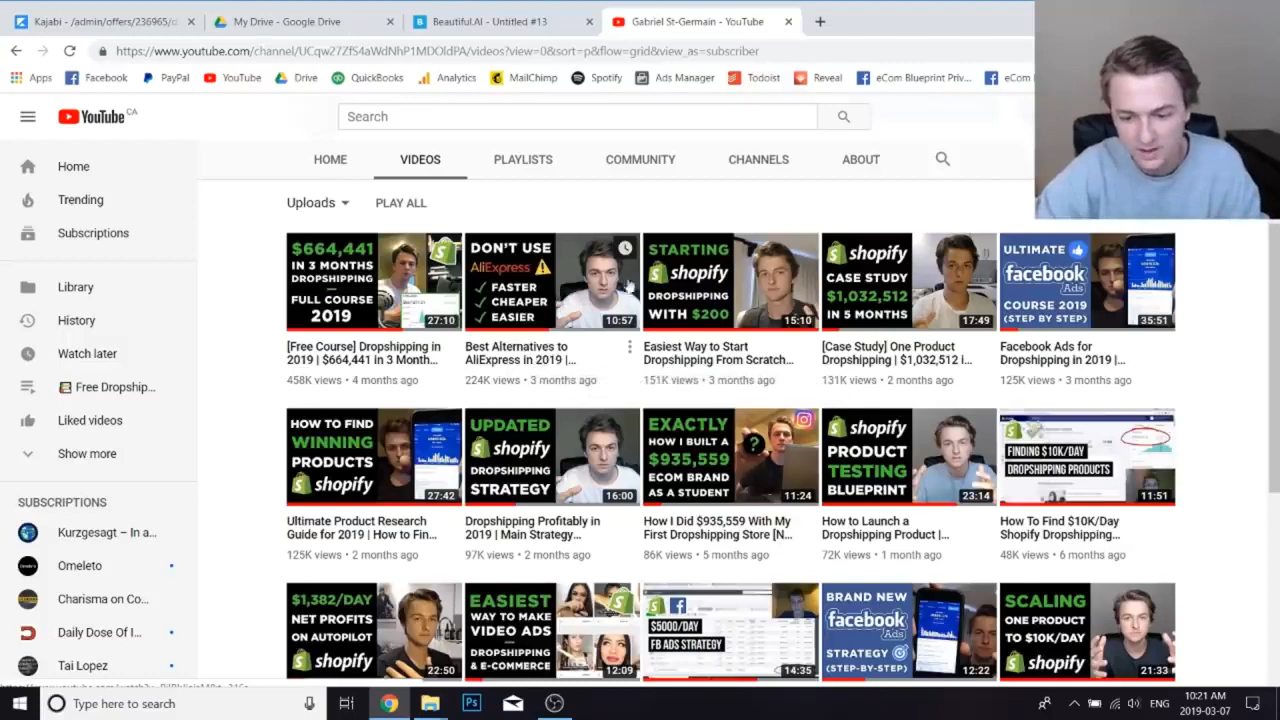 Kajabi - /admin/offers/236965/d
My Drive - Google Drive
Beautiful.AI - Untitled #13
Gabriel St-Germain - YouTube
https://www.youtube.com/channel/UCqw27ZfS4aWdNhP1MDOldPA/videos?view=0&sort=p&flow=grid&view_as=subscriber
Apps
Facebook
PayPal
YouTube
Drive
QuickBooks
Analytics
MailChimp
Spotify
Ads Manager
Todoist
Reveal
eCom Blueprint Priv...
eCom
YouTube CA
Search
HOME
VIDEOS
PLAYLISTS
COMMUNITY
CHANNELS
ABOUT
Home
Trending
Subscriptions
Library
History
Watch later
Free Dropship...
Liked videos
Show more
SUBSCRIPTIONS
Kurzgesagt – In a...
Omeleto
Charisma on Co...
Daily Dose Of I...
Tai Lopez
Uploads
PLAY ALL
$664,441
IN 3 MONTHS
DROPSHIPPING
FULL COURSE
2019
27:10
[Free Course] Dropshipping in
2019 | $664,441 in 3 Month...
458K views • 4 months ago
DON'T USE
AliExpress
FASTER
CHEAPER
EASIER
10:57
Best Alternatives to
AliExpress in 2019 |...
224K views • 3 months ago
STARTING
shopify
DROPSHIPPING
WITH $200
15:10
Easiest Way to Start
Dropshipping From Scratch...
151K views • 3 months ago
shopify
CASE STUDY
$1,032,512
IN 5 MONTHS
17:49
[Case Study] One Product
Dropshipping | $1,032,512 i...
131K views • 2 months ago
ULTIMATE
facebook
Ads
COURSE 2019
(STEP BY STEP)
35:51
Facebook Ads for
Dropshipping in 2019 |...
125K views • 3 months ago
HOW TO FIND
WINNING
PRODUCTS
shopify
27:42
Ultimate Product Research
Guide for 2019 | How to Fin...
125K views • 2 months ago
UPDATED
shopify
DROPSHIPPING
STRATEGY
16:00
Dropshipping Profitably in
2019 | Main Strategy...
97K views • 2 months ago
EXACTLY
HOW I BUILT A
$935,559
ECOM BRAND
AS A STUDENT
?
11:24
How I Did $935,559 With My
First Dropshipping Store [N...
86K views • 5 months ago
shopify
PRODUCT
TESTING
BLUEPRINT
23:14
How to Launch a
Dropshipping Product |...
72K views • 1 month ago
FINDING $10K/DAY
DROPSHIPPING PRODUCTS
11:51
How To Find $10K/Day
Shopify Dropshipping...
48K views • 6 months ago
$1,382/DAY
NET PROFITS
ON AUTOPILOT
shopify
22:50
EASIEST
WAY TO MAKE
VIDEO ADS
DROPSHIPPING
& E-COMMERCE
12:09
$5000/DAY
FB ADS STRATEGY
14:35
BRAND NEW
facebook
Ads
STRATEGY
(STEP-BY-STEP)
12:22
SCALING
ONE PRODUCT
TO $10K/DAY
shopify
21:33
Type here to search
Ps
ENG
10:21 AM
2019-03-07